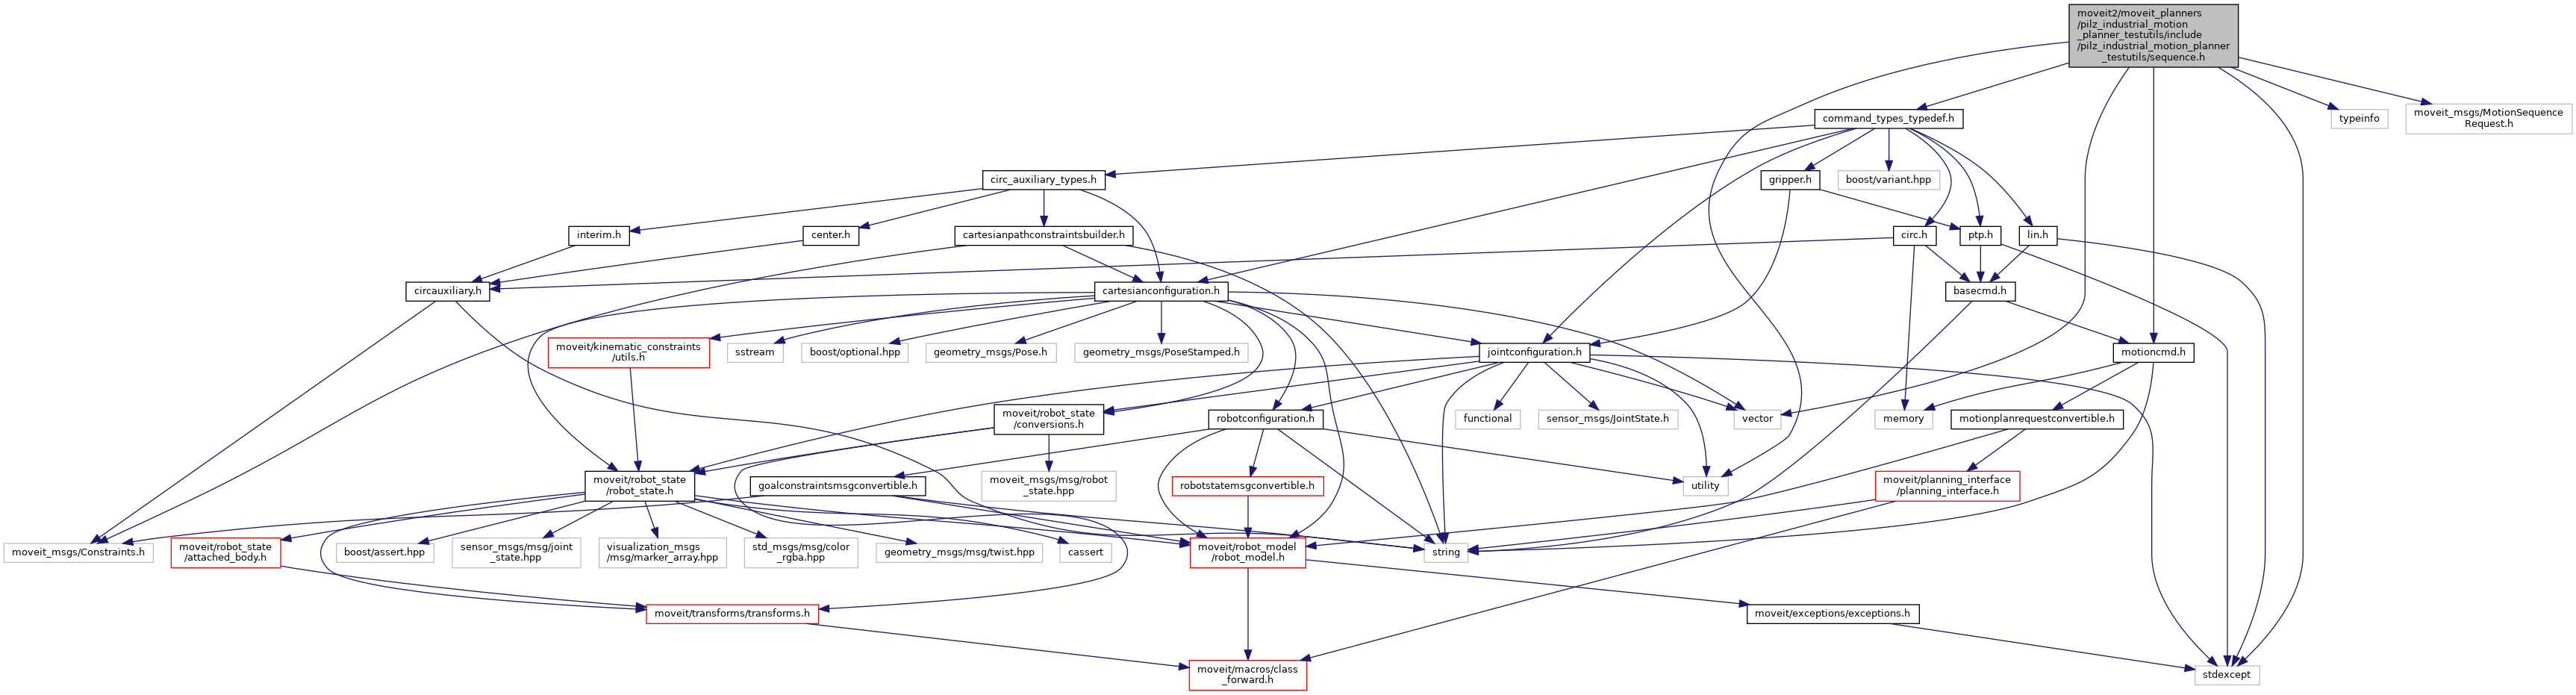 moveit2/moveit_planners
/pilz_industrial_motion
_planner_testutils/include
/pilz_industrial_motion_planner
_testutils/sequence.h
command_types_typedef.h
typeinfo
moveit_msgs/MotionSequence
Request.h
circ_auxiliary_types.h
gripper.h
boost/variant.hpp
interim.h
center.h
cartesianpathconstraintsbuilder.h
circ.h
ptp.h
lin.h
circauxiliary.h
cartesianconfiguration.h
basecmd.h
moveit/kinematic_constraints
/utils.h
sstream
boost/optional.hpp
geometry_msgs/Pose.h
geometry_msgs/PoseStamped.h
jointconfiguration.h
motioncmd.h
moveit/robot_state
/conversions.h
robotconfiguration.h
functional
sensor_msgs/JointState.h
vector
memory
motionplanrequestconvertible.h
moveit/robot_state
/robot_state.h
goalconstraintsmsgconvertible.h
moveit_msgs/msg/robot
_state.hpp
robotstatemsgconvertible.h
utility
moveit/planning_interface
/planning_interface.h
moveit_msgs/Constraints.h
moveit/robot_state
/attached_body.h
boost/assert.hpp
sensor_msgs/msg/joint
_state.hpp
visualization_msgs
/msg/marker_array.hpp
std_msgs/msg/color
_rgba.hpp
geometry_msgs/msg/twist.hpp
cassert
moveit/robot_model
/robot_model.h
string
moveit/transforms/transforms.h
moveit/exceptions/exceptions.h
moveit/macros/class
_forward.h
stdexcept